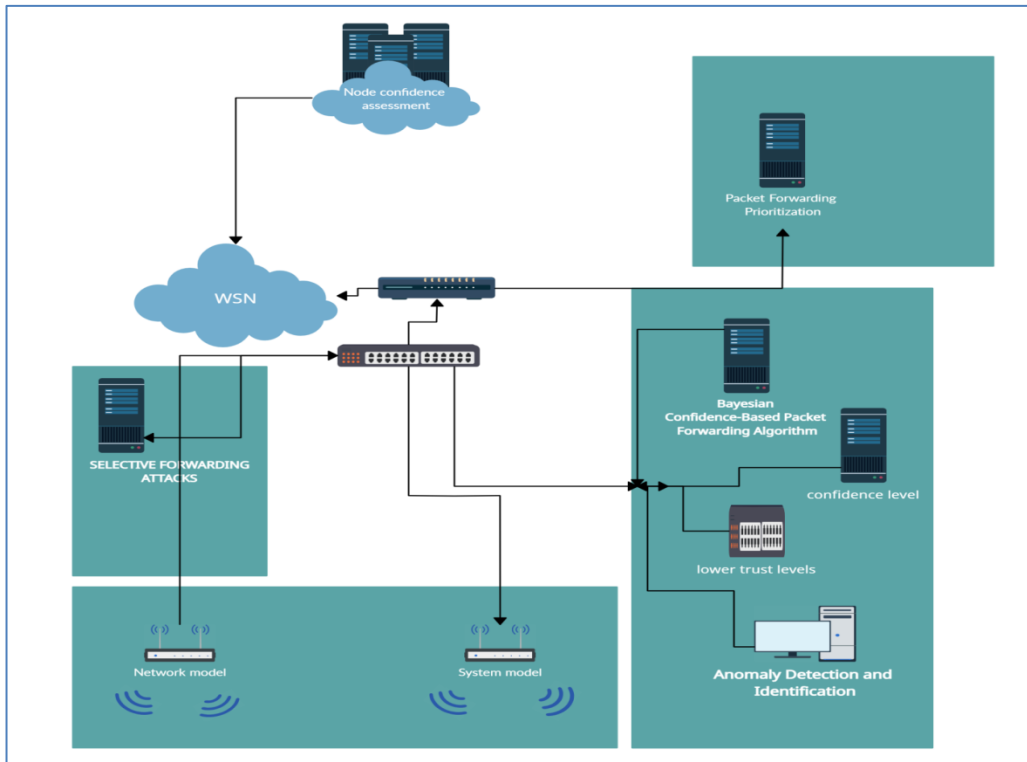 Node confidence
assessment
Packet Forwarding
Prioritization
WSN
Bayesian
Confidence-Based Packet
Forwarding Algorithm
SELECTIVE FORWARDING
ATTACKS
confidence level
lower trust levels
Network model
System model
Anomaly Detection and
Identification